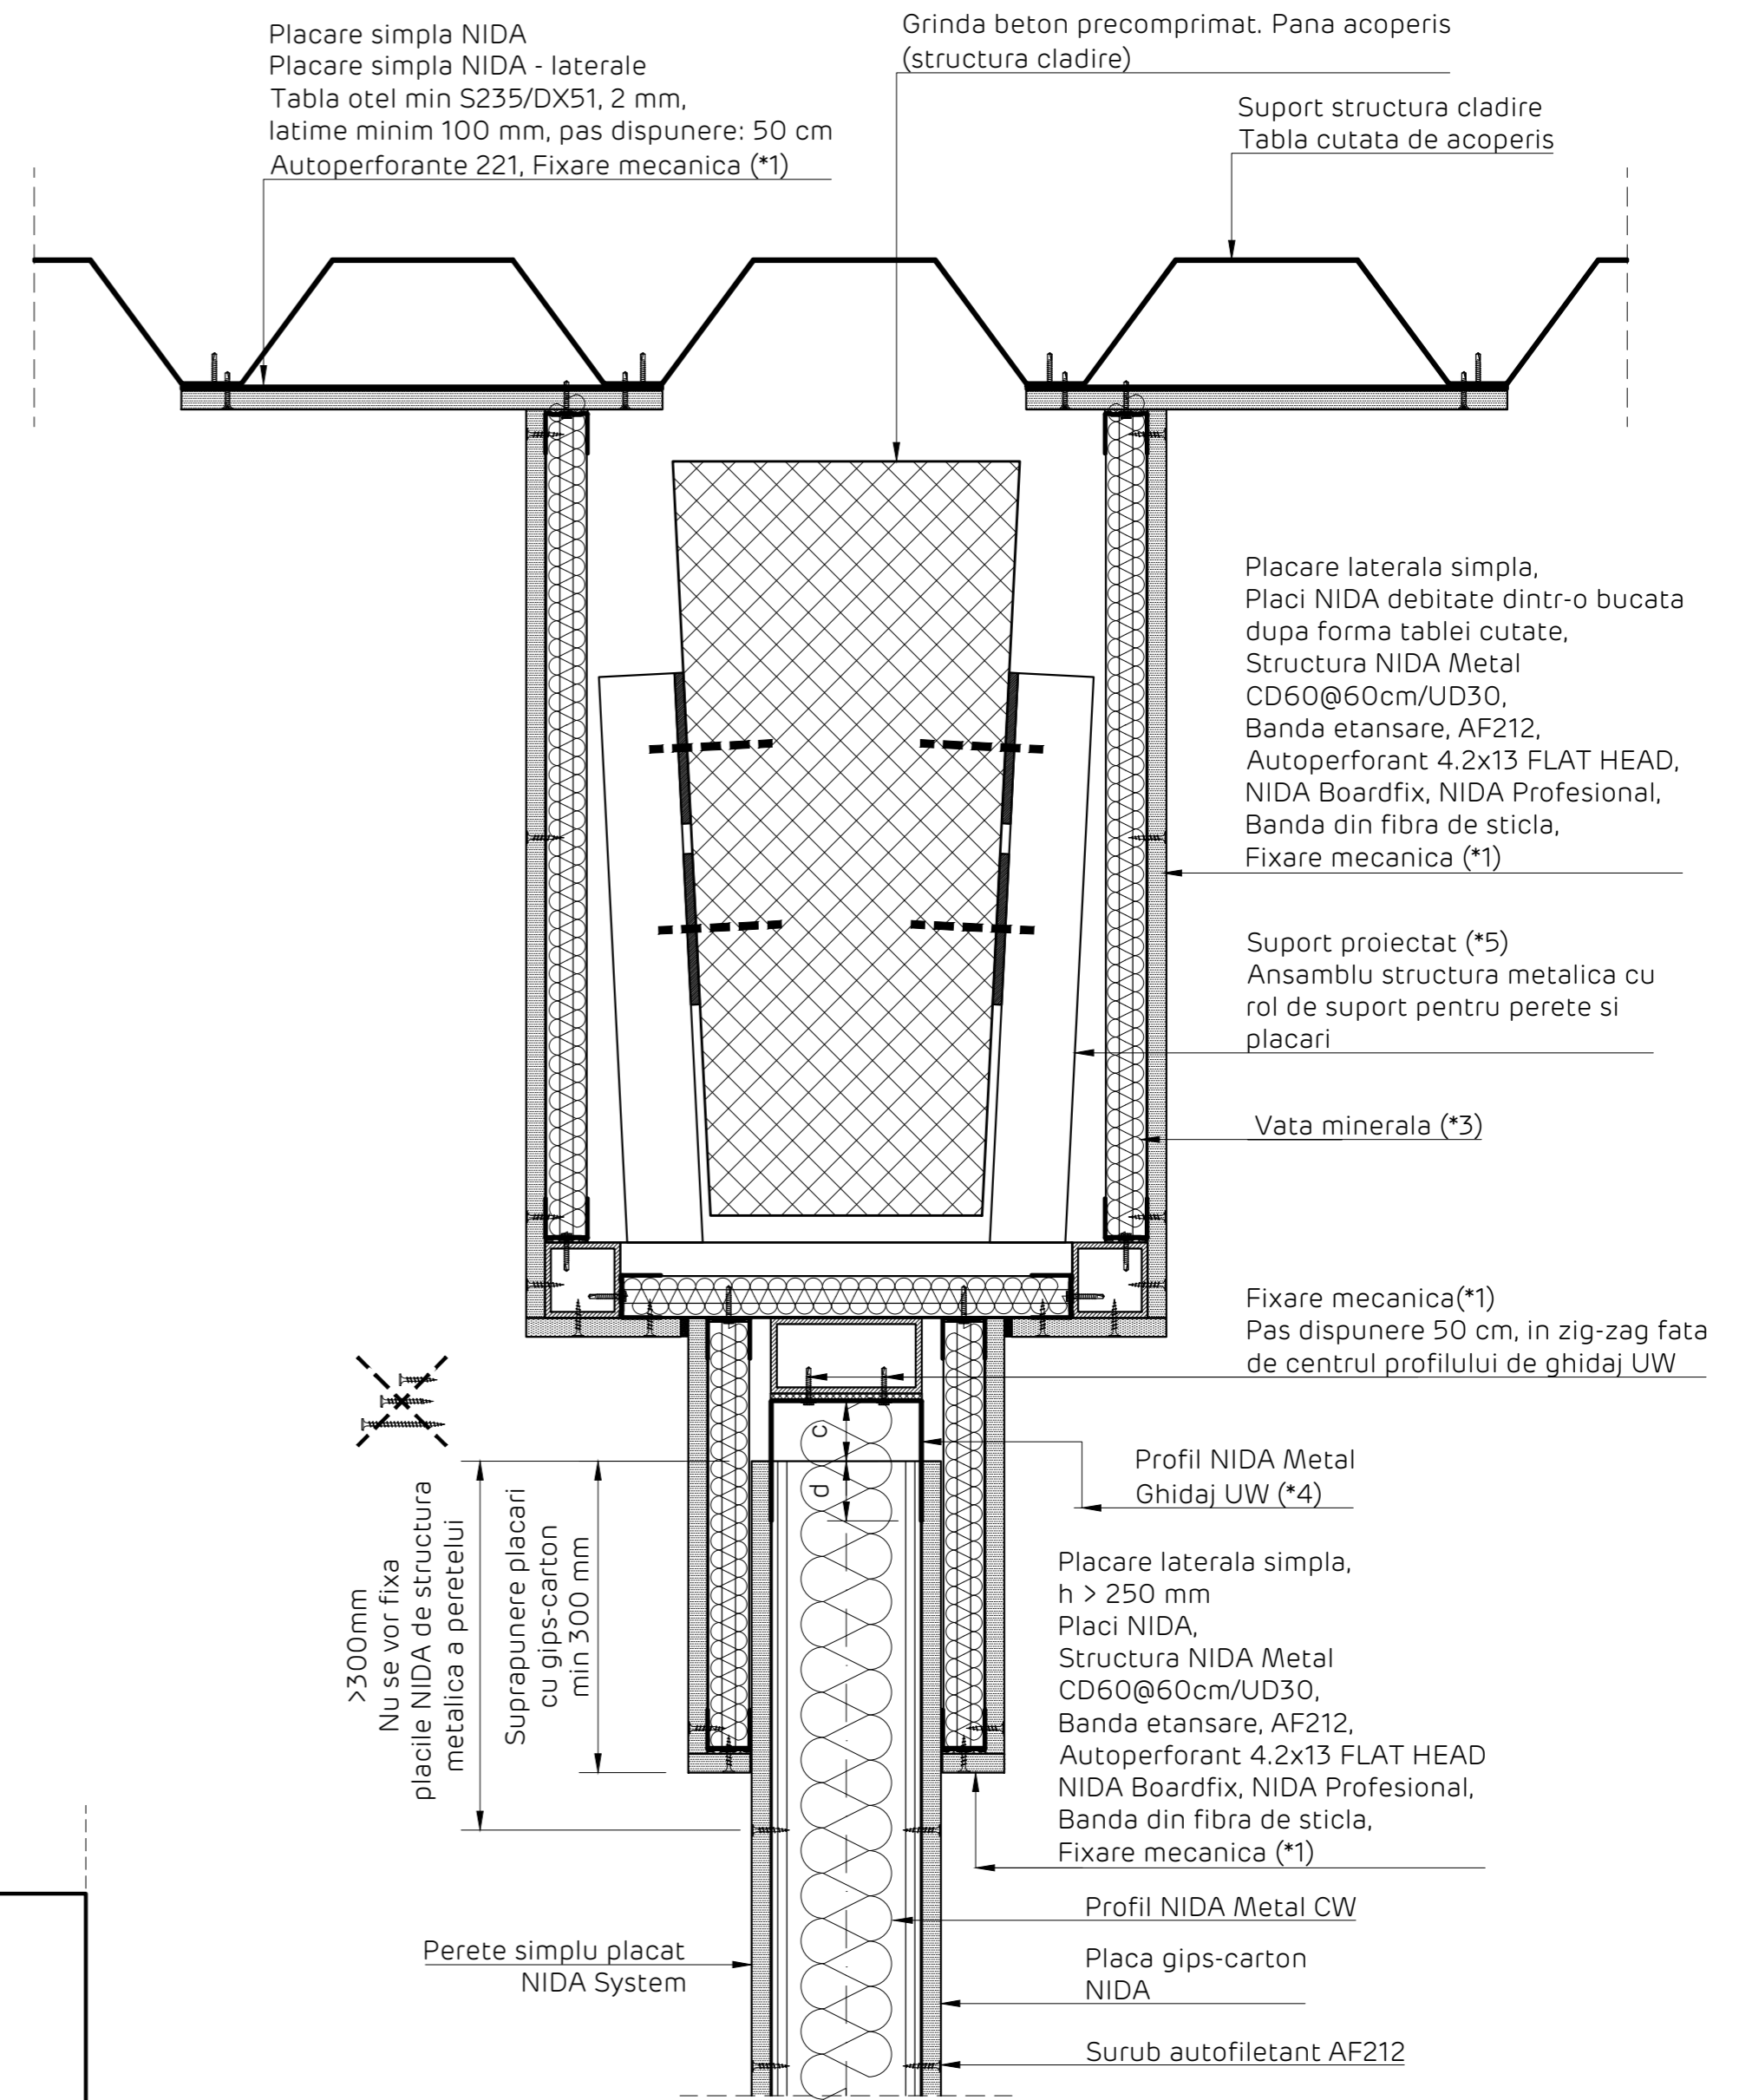 Placare simpla NIDA
Placare simpla NIDA - laterale
Tabla otel min S235/DX51, 2 mm,
latime minim 100 mm, pas dispunere: 50 cm
Autoperforante 221, Fixare mecanica (*1)
Grinda beton precomprimat. Pana acoperis
(structura cladire)
Suport structura cladire
Tabla cutata de acoperis
Placare laterala simpla,
Placi NIDA debitate dintr-o bucata
dupa forma tablei cutate,
Structura NIDA Metal
CD60@60cm/UD30,
Banda etansare, AF212,
Autoperforant 4.2x13 FLAT HEAD,
NIDA Boardfix, NIDA Profesional,
Banda din fibra de sticla,
Fixare mecanica (*1)
Suport proiectat (*5)
Ansamblu structura metalica cu
rol de suport pentru perete si
placari
Vata minerala (*3)
Fixare mecanica(*1)
Pas dispunere 50 cm, in zig-zag fata
de centrul profilului de ghidaj UW
Profil NIDA Metal
Ghidaj UW (*4)
c
d
>300mm
Nu se vor fixa
placile NIDA de structura
metalica a peretelui
Suprapunere placari
cu gips-carton
min 300 mm
Placare laterala simpla,
h > 250 mm
Placi NIDA,
Structura NIDA Metal
CD60@60cm/UD30,
Banda etansare, AF212,
Autoperforant 4.2x13 FLAT HEAD
NIDA Boardfix, NIDA Profesional,
Banda din fibra de sticla,
Fixare mecanica (*1)
Profil NIDA Metal CW
Perete simplu placat
NIDA System
Placa gips-carton
NIDA
Surub autofiletant AF212